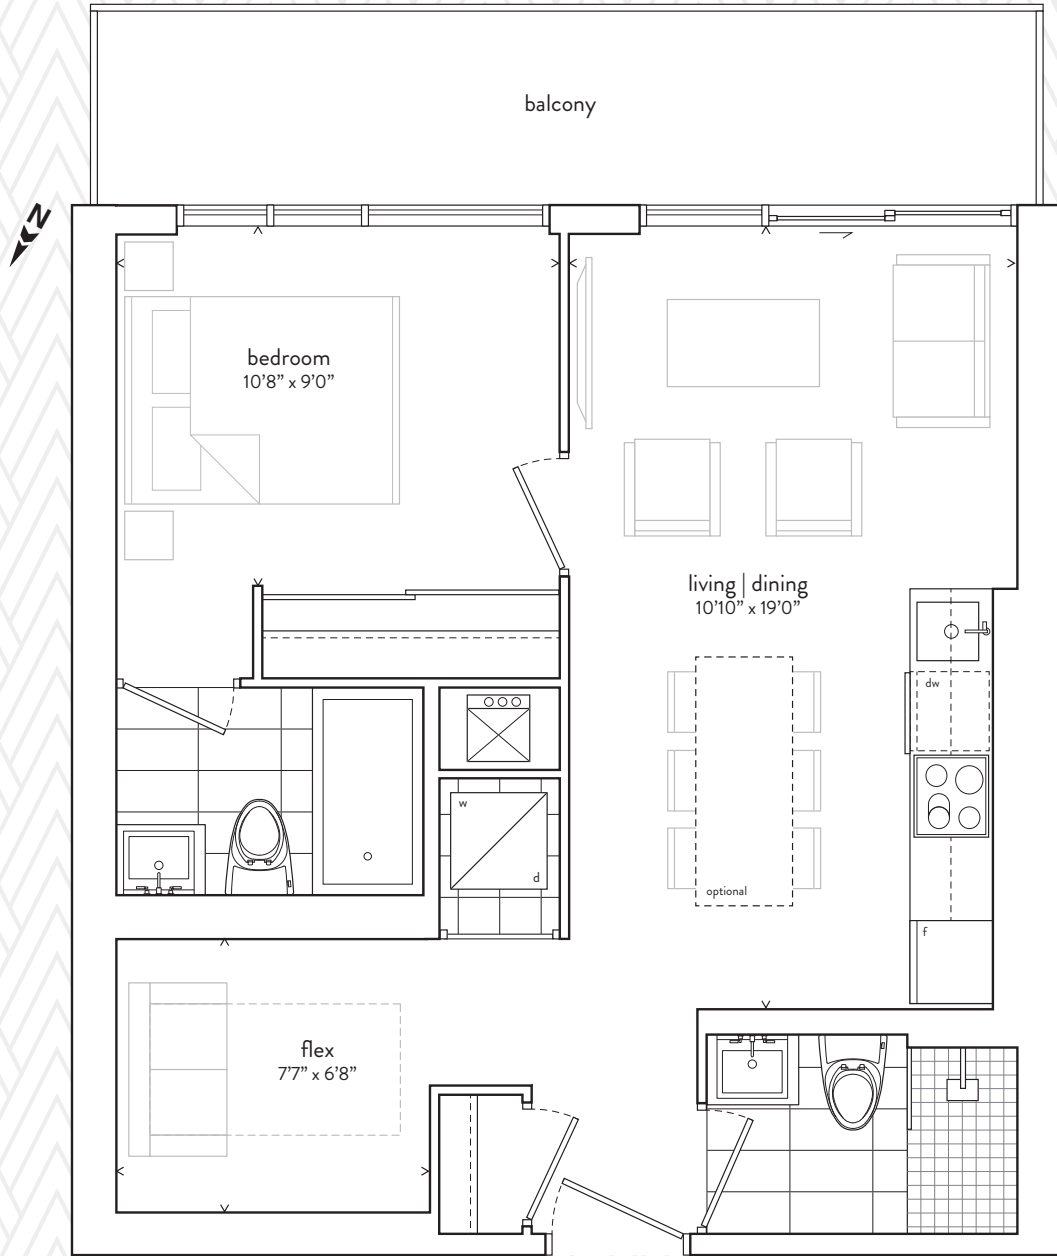 balcony
N
bedroom
10’8” x 9’0”
living | dining
10’10” x 19’0”
dw
w
d
optional
f
flex
7’7” x 6’8”